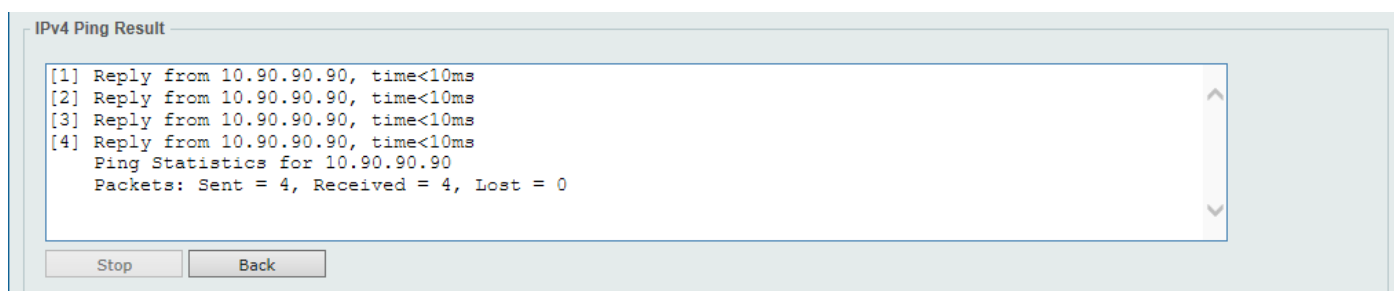 IPv4 Ping Result
[1] Reply from 10.90.90.90, time<10ms
[2] Reply from 10.90.90.90, time<10ms
[3] Reply from 10.90.90.90, time<10ms
[4] Reply from 10.90.90.90, time<10ms
Ping Statistics for 10.90.90.90
Packets: Sent = 4, Received = 4, Lost = 0
Stop Back